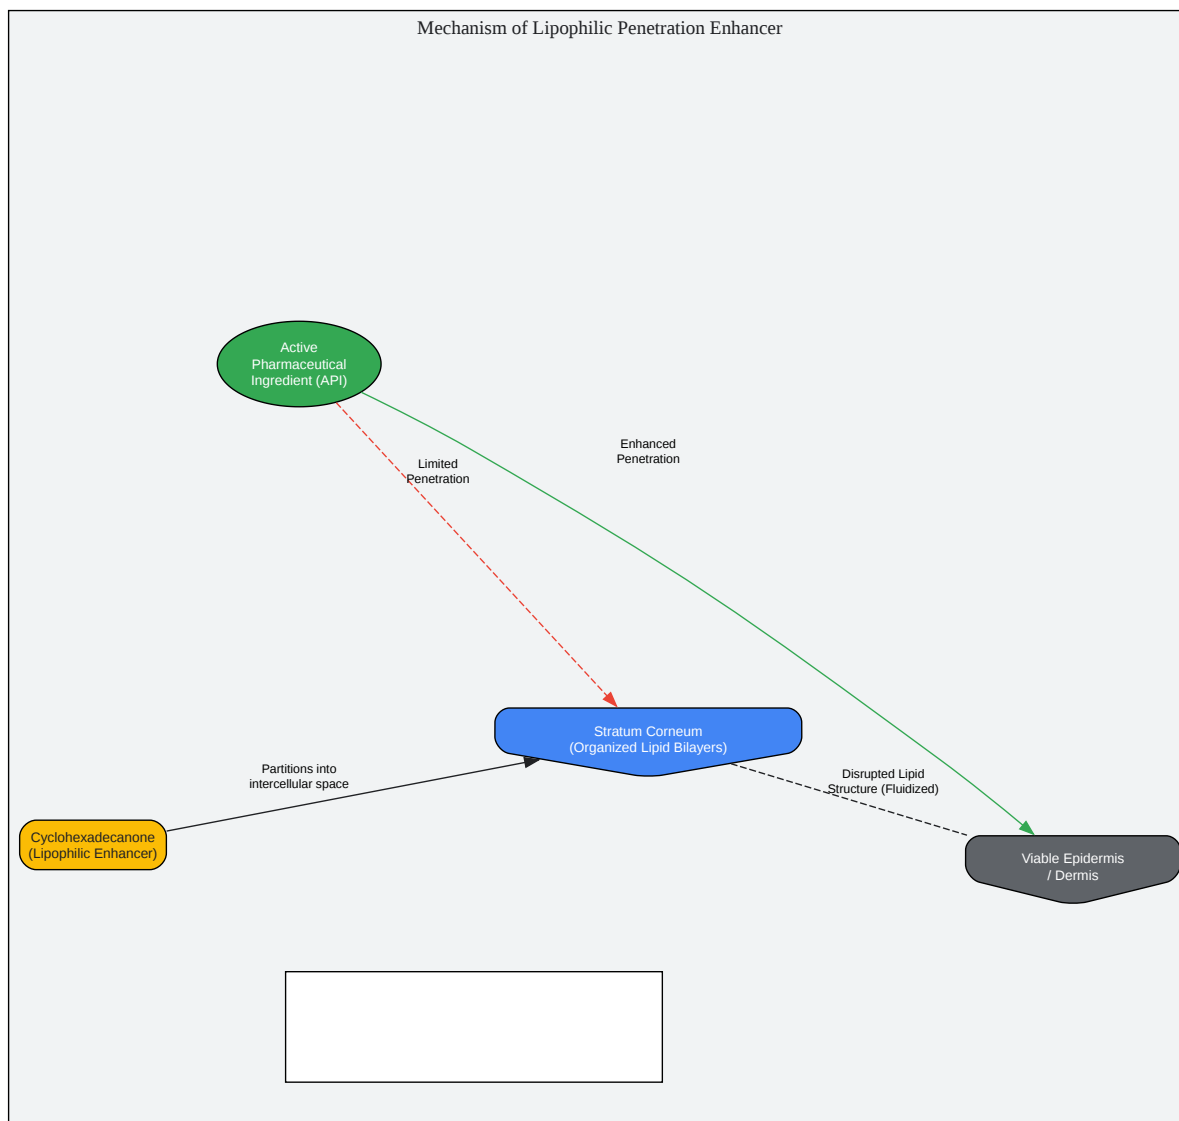 Mechanism of Lipophilic Penetration Enhancer
Active
Pharmaceutical
Ingredient (API)
Enhanced
Penetration
Limited
Penetration
Stratum Corneum
(Organized Lipid Bilayers)
Partitions into
intercellular space
Disrupted Lipid
Structure (Fluidized)
Cyclohexadecanone
(Lipophilic Enhancer)
Viable Epidermis
/ Dermis